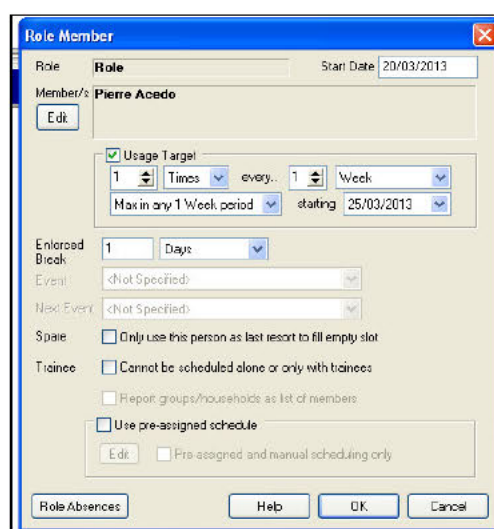 Role Member
Role Role Start Date 20/03/2013
Member/s Pierre Acedo
Edit
Usage Target
1 Times every.. 1 Week
Max in any 1 Week period starting 25/03/2013
Enforced Break 1 Days
Event <Not Specified>
Next Event <Not Specified>
Spare Only use this person as last resort to fill empty slot
Trainee Cannot be scheduled alone or only with trainees
Report groups/households as list of members
Use pre-assigned schedule
Edit Pre-assigned and manual scheduling only
Role Absences Help OK Cancel